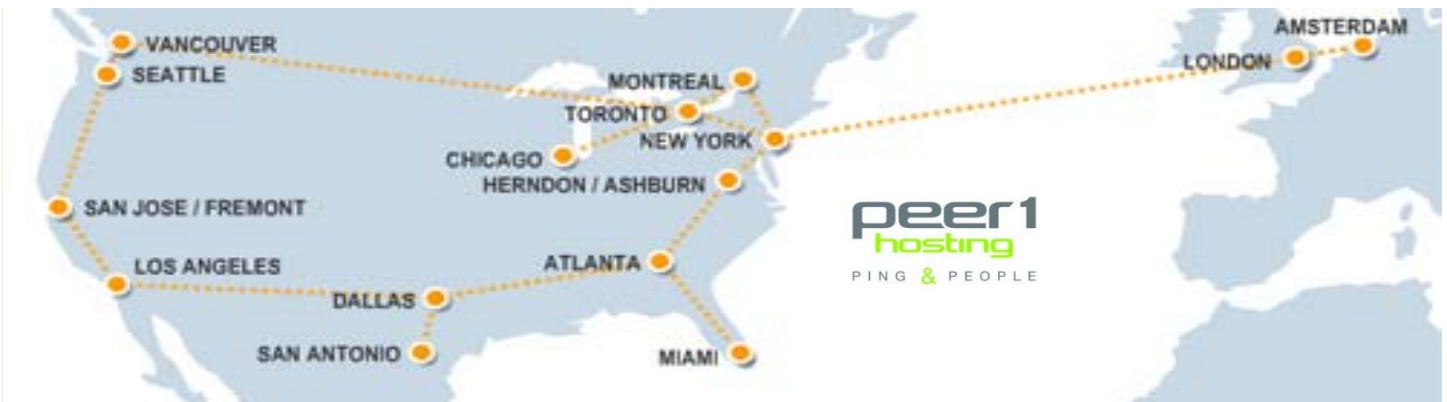 AMSTERDAM
VANCOUVER
LONDON
SEATTLE
MONTREAL
TORONTO
NEW YORK
CHICAGO
HERNDON / ASHBURN
SAN JOSE / FREMONT
peer1
hosting
PING & PEOPLE
LOS ANGELES
ATLANTA
DALLAS
SAN ANTONIO
MIAMI